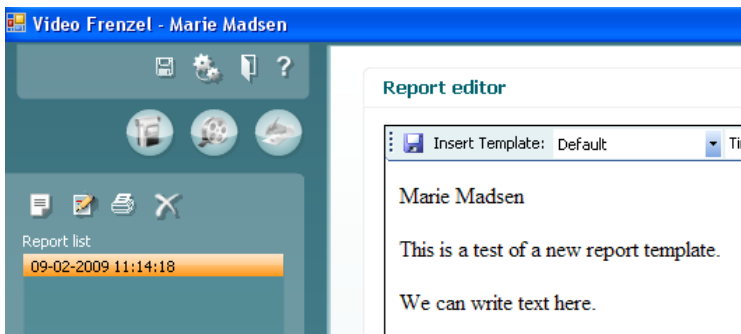 Video Frenzel - Marie Madsen
?
Report editor
Insert Template: Default
Marie Madsen
This is a test of a new report template.
We can write text here.
Report list
09-02-2009 11:14:18